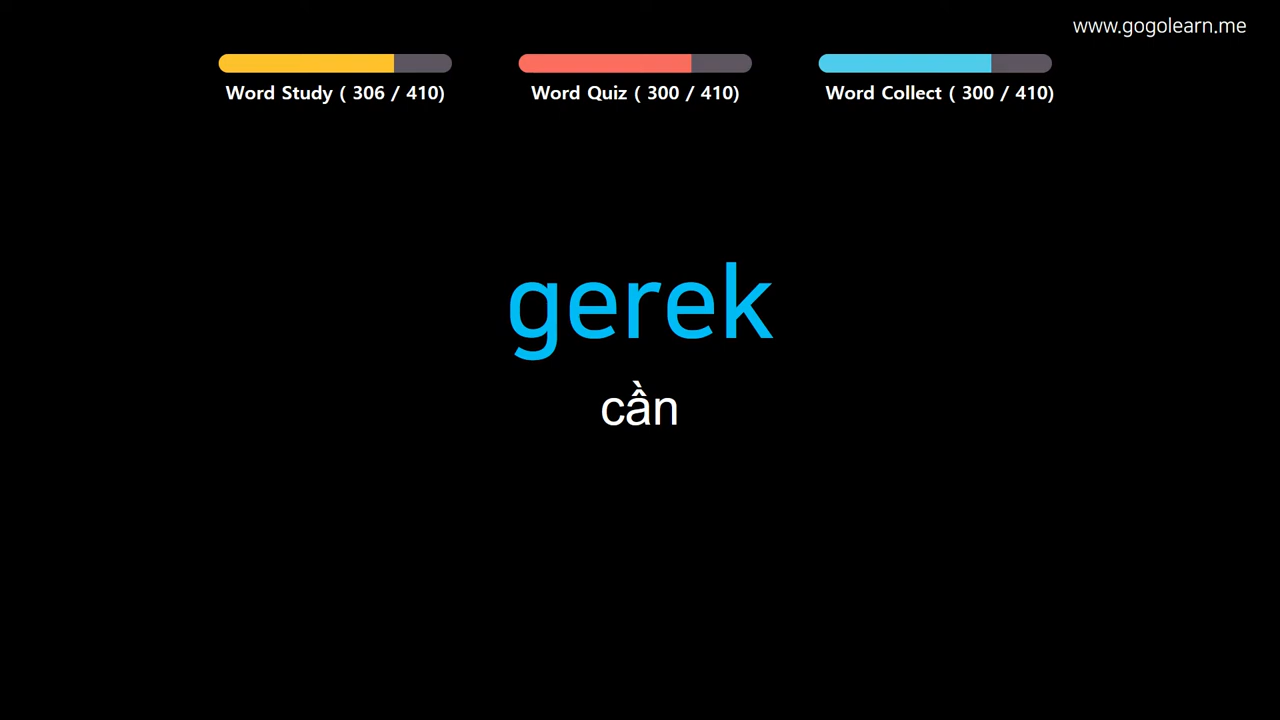 www.gogolearn.me
Word Study ( 306 / 410)
Word Quiz ( 300 / 410)
Word Collect ( 300 / 410)
gerek
cần